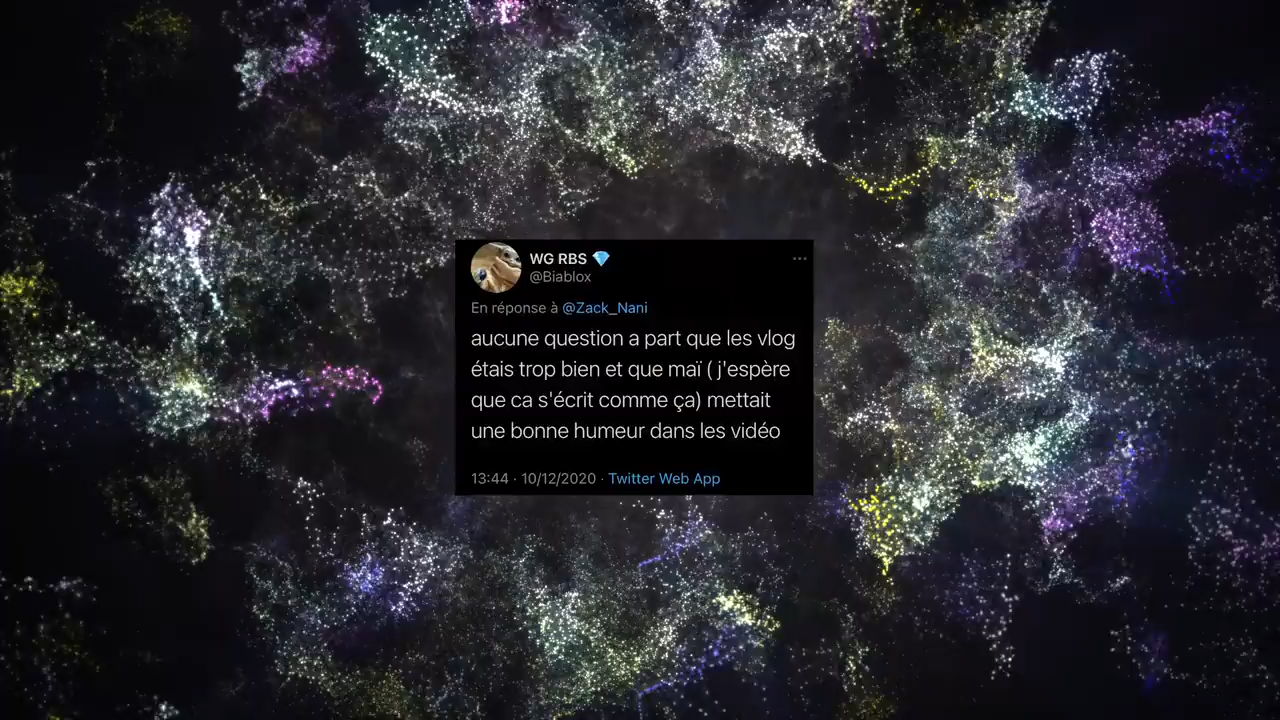 WG RBS 💎
@Biablox
En réponse à @Zack_Nani
aucune question a part que les vlog
étais trop bien et que maï ( j'espère
que ca s'écrit comme ça) mettait
une bonne humeur dans les vidéo
13:44 · 10/12/2020 · Twitter Web App